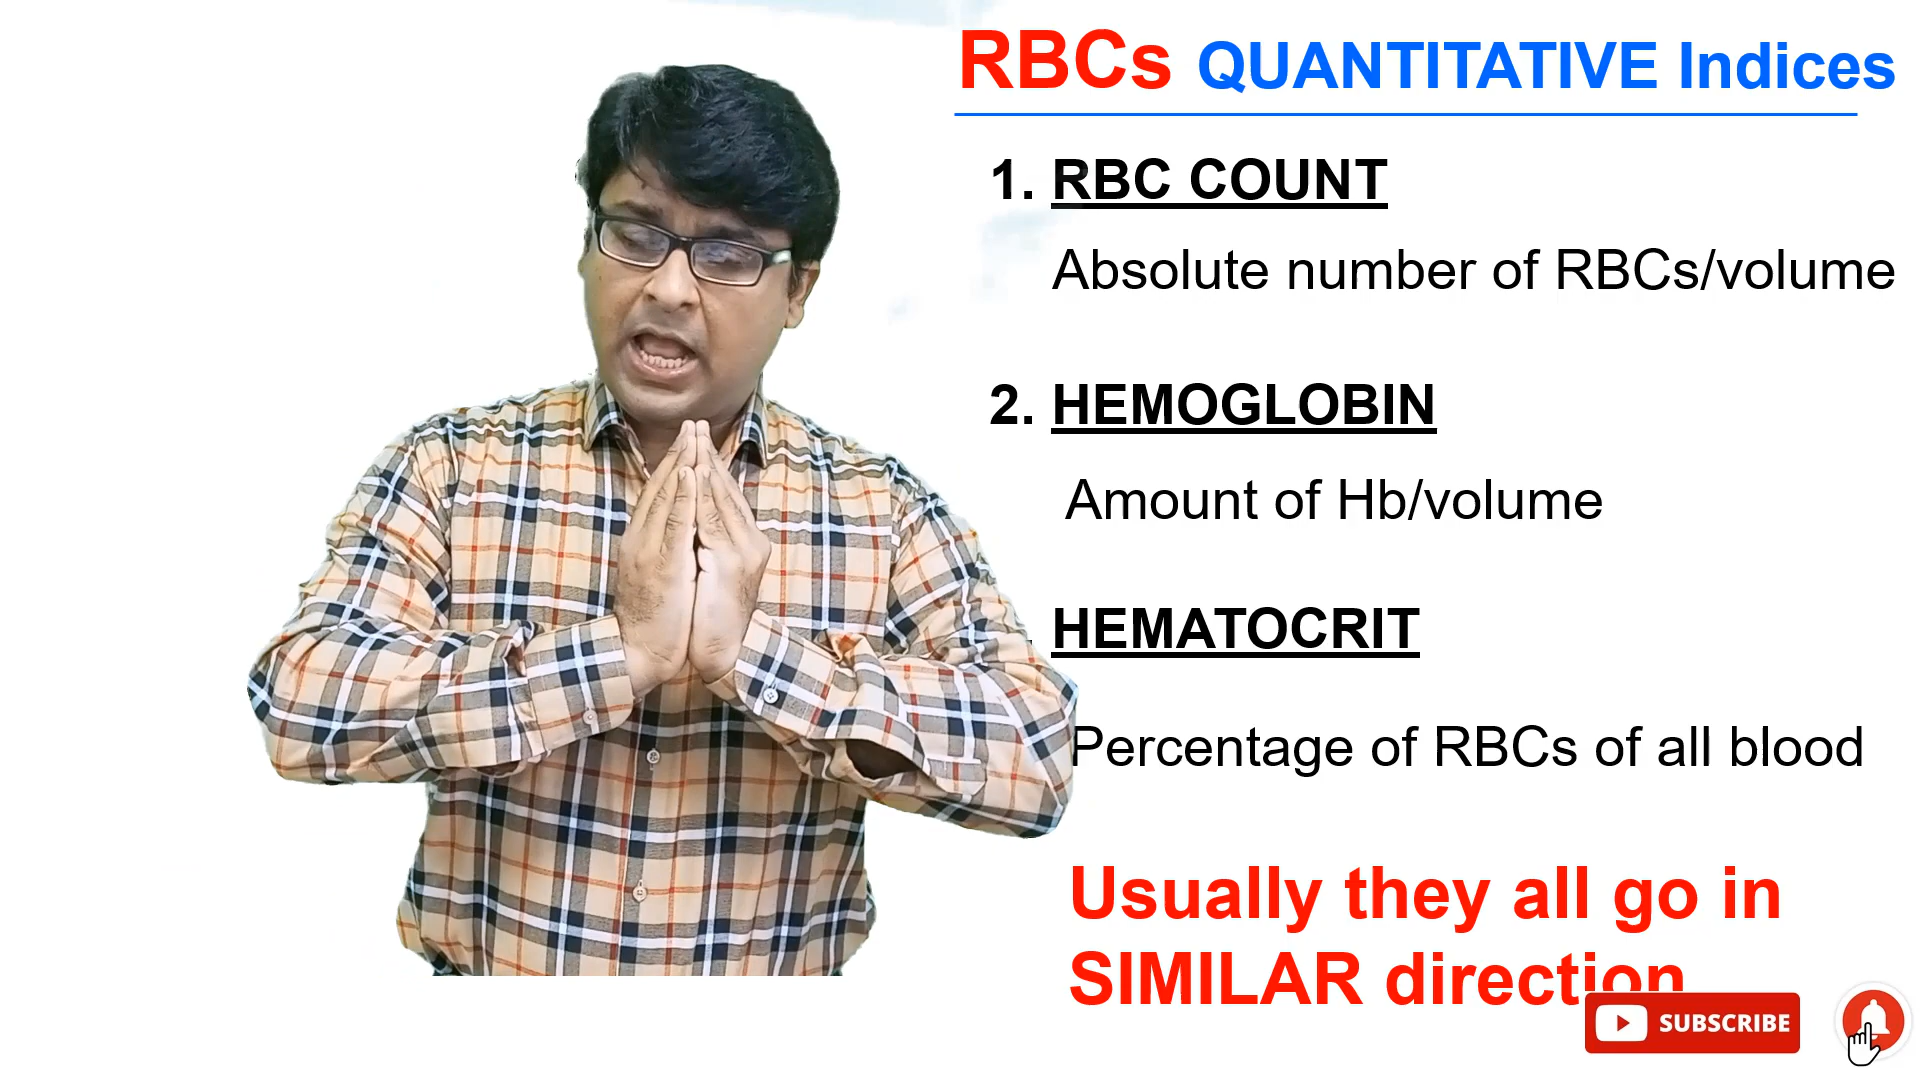 RBCs QUANTITATIVE Indices
1. RBC COUNT
Absolute number of RBCs/volume
2. HEMOGLOBIN
Amount of Hb/volume
HEMATOCRIT
Percentage of RBCs of all blood
Usually they all go in
SIMILAR direction
SUBSCRIBE